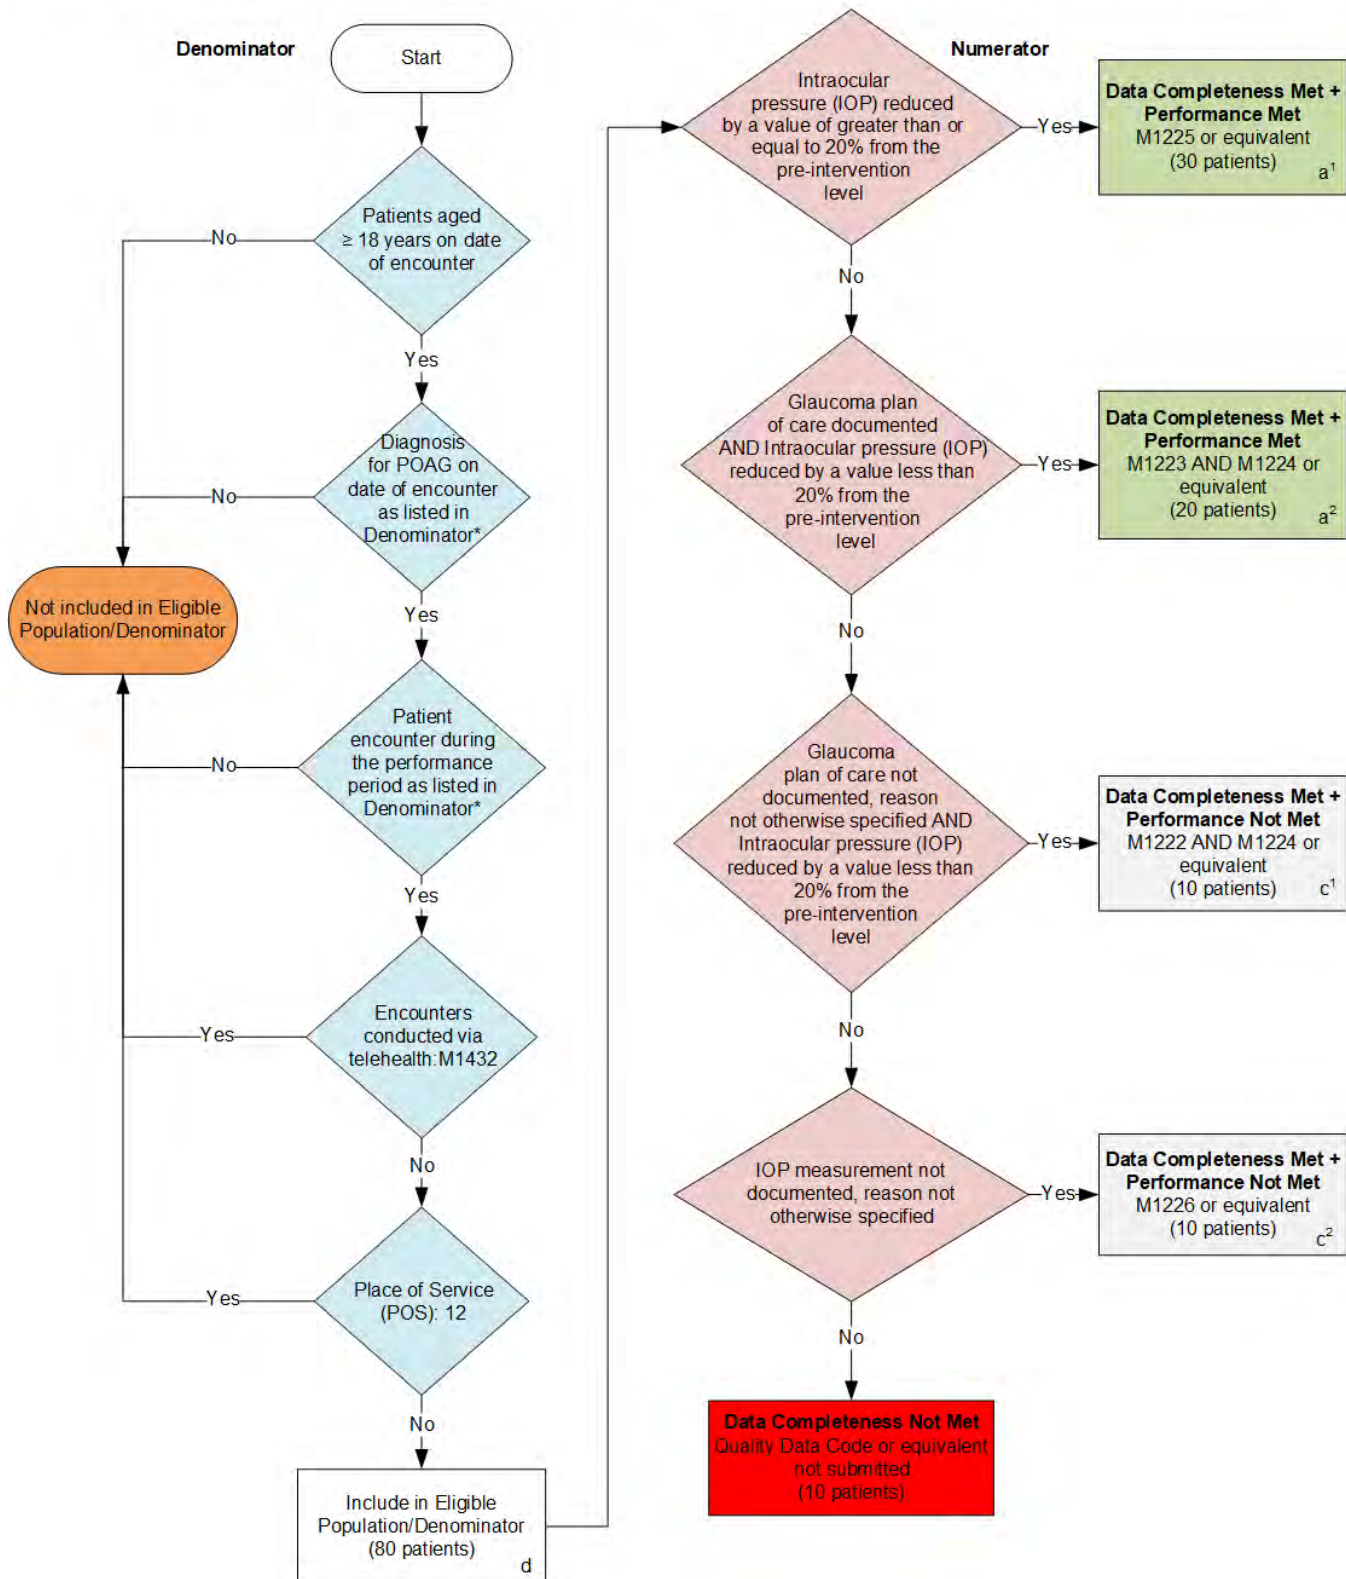 Denominator
Start
Patients aged
≥ 18 years on date
of encounter
No
Yes
Diagnosis
for POAG on
date of encounter
as listed in
Denominator*
No
Yes
Not included in Eligible
Population/Denominator
Patient
encounter during
the performance
period as listed in
Denominator*
No
Yes
Encounters
conducted via
telehealth:M1432
Yes
No
Place of Service
(POS): 12
Yes
No
Include in Eligible
Population/Denominator
(80 patients)
d
Numerator
Intraocular
pressure (IOP) reduced
by a value of greater than or
equal to 20% from the
pre-intervention
level
Yes
Data Completeness Met +
Performance Met
M1225 or equivalent
(30 patients)
a¹
No
Glaucoma plan
of care documented
AND Intraocular pressure (IOP)
reduced by a value less than
20% from the
pre-intervention
level
Yes
Data Completeness Met +
Performance Met
M1223 AND M1224 or
equivalent
(20 patients)
a²
No
Glaucoma
plan of care not
documented, reason
not otherwise specified AND
Intraocular pressure (IOP)
reduced by a value less than
20% from the
pre-intervention
level
Yes
Data Completeness Met +
Performance Not Met
M1222 AND M1224 or
equivalent
(10 patients)
c¹
No
IOP measurement not
documented, reason not
otherwise specified
Yes
Data Completeness Met +
Performance Not Met
M1226 or equivalent
(10 patients)
c²
No
Data Completeness Not Met
Quality Data Code or equivalent
not submitted
(10 patients)